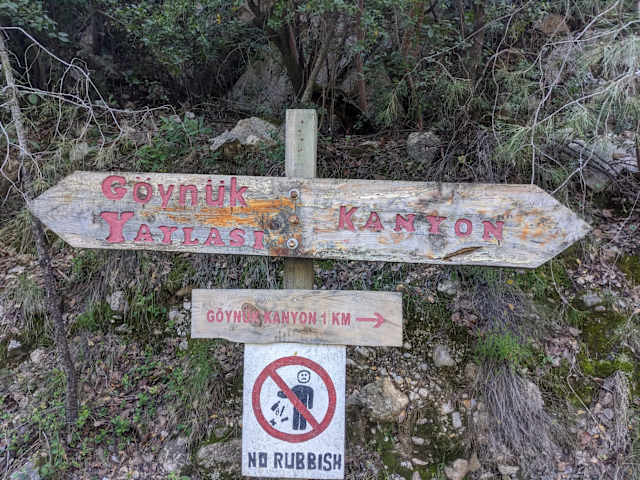 Göynük
Yaylası
Kanyon
GÖYNÜK KANYON 1 KM
NO RUBBISH